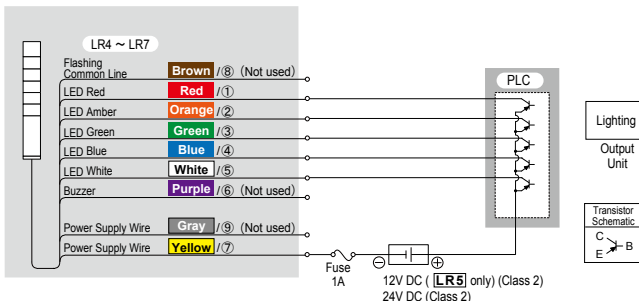 LR4 ～ LR7
Flashing
Common Line Brown /⑧ (Not used)
LED Red Red /①
LED Amber Orange /②
LED Green Green /③
LED Blue Blue /④
LED White White /⑤
Buzzer Purple /⑥ (Not used)
Power Supply Wire Gray /⑨ (Not used)
Power Supply Wire Yellow /⑦
Fuse
1A
⊖ ⊕
12V DC ( LR5 only) (Class 2)
24V DC (Class 2)
PLC
Lighting
Output
Unit
Transistor
Schematic
C
B
E